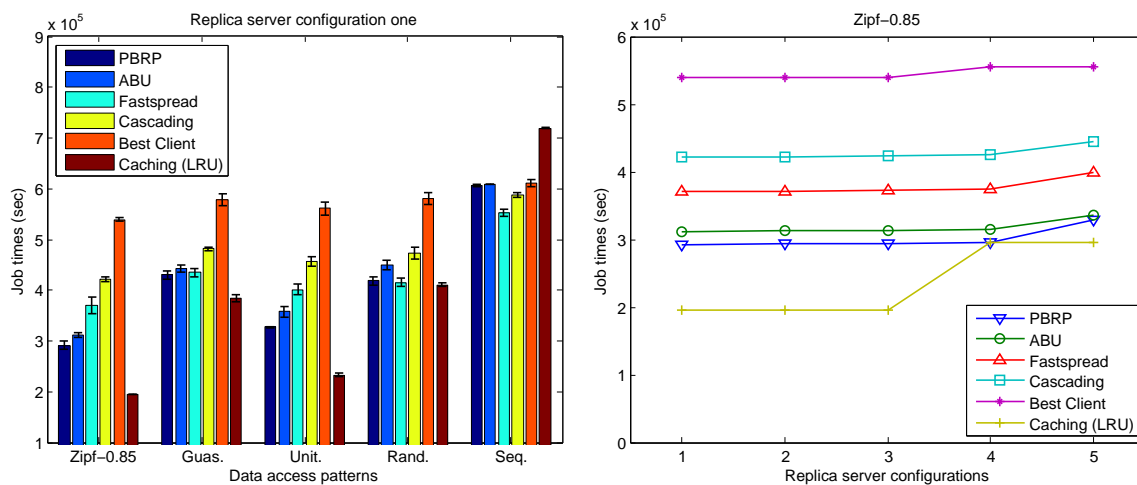 Replica server configuration one
x 10^5
Job times (sec)
9
8
7
6
5
4
3
2
1
PBRP
ABU
Fastspread
Cascading
Best Client
Caching (LRU)
Zipf−0.85 Guas. Unit. Rand. Seq.
Data access patterns
Zipf−0.85
x 10^5
Job times (sec)
6
5
4
3
2
1
0
PBRP
ABU
Fastspread
Cascading
Best Client
Caching (LRU)
1 2 3 4 5
Replica server configurations